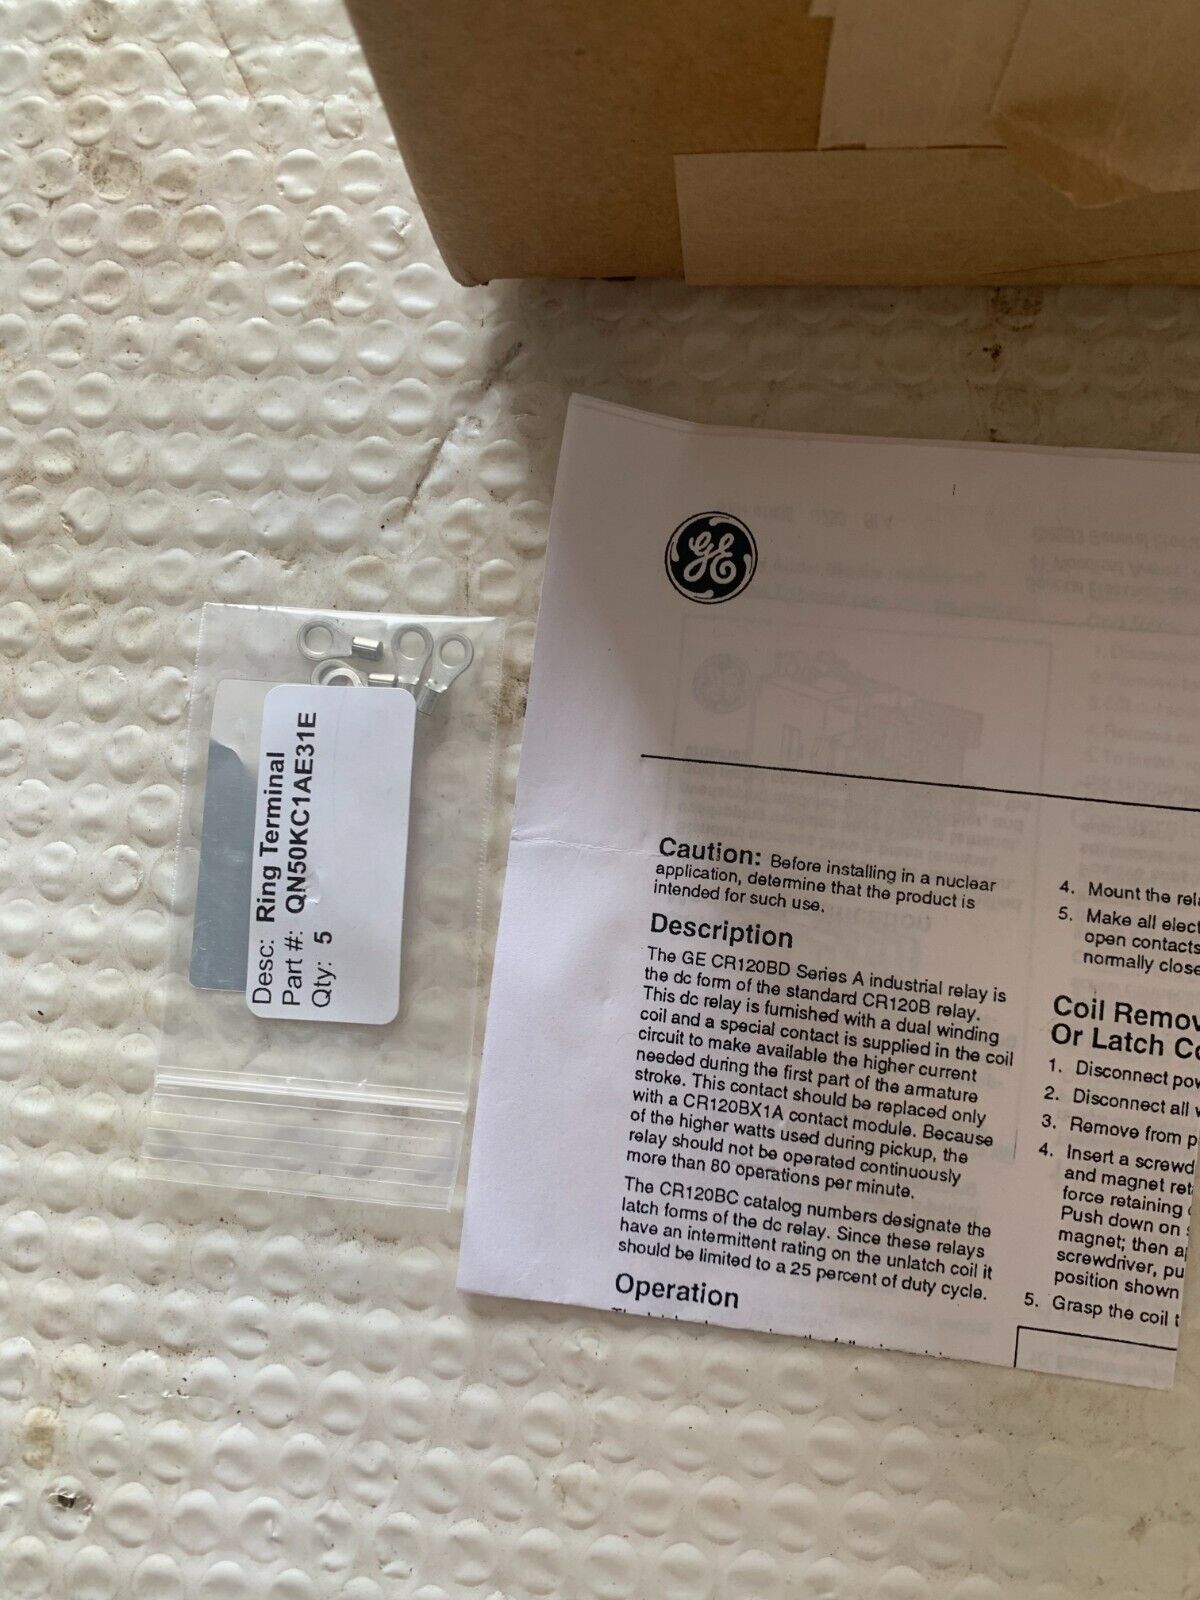 Desc: Ring Terminal
Part #: QN50KC1AE31E
Qty: 5
GE
Caution: Before installing in a nuclear
application, determine that the product is
intended for such use.
Description
The GE CR120BD Series A industrial relay is
the dc form of the standard CR120B relay.
This dc relay is furnished with a dual winding
coil and a special contact is supplied in the coil
circuit to make available the higher current
needed during the first part of the armature
stroke. This contact should be replaced only
with a CR120BX1A contact module. Because
of the higher watts used during pickup, the
relay should not be operated continuously
more than 80 operations per minute.
The CR120BC catalog numbers designate the
latch forms of the dc relay. Since these relays
have an intermittent rating on the unlatch coil it
should be limited to a 25 percent of duty cycle.
Operation
4. Mount the rel
5. Make all elect
open contacts
normally close
Coil Remov
Or Latch Co
1. Disconnect pow
2. Disconnect all
3. Remove from p
4. Insert a screwd
and magnet ret
force retaining
Push down on
magnet; then a
screwdriver, pu
position shown
5. Grasp the coil t